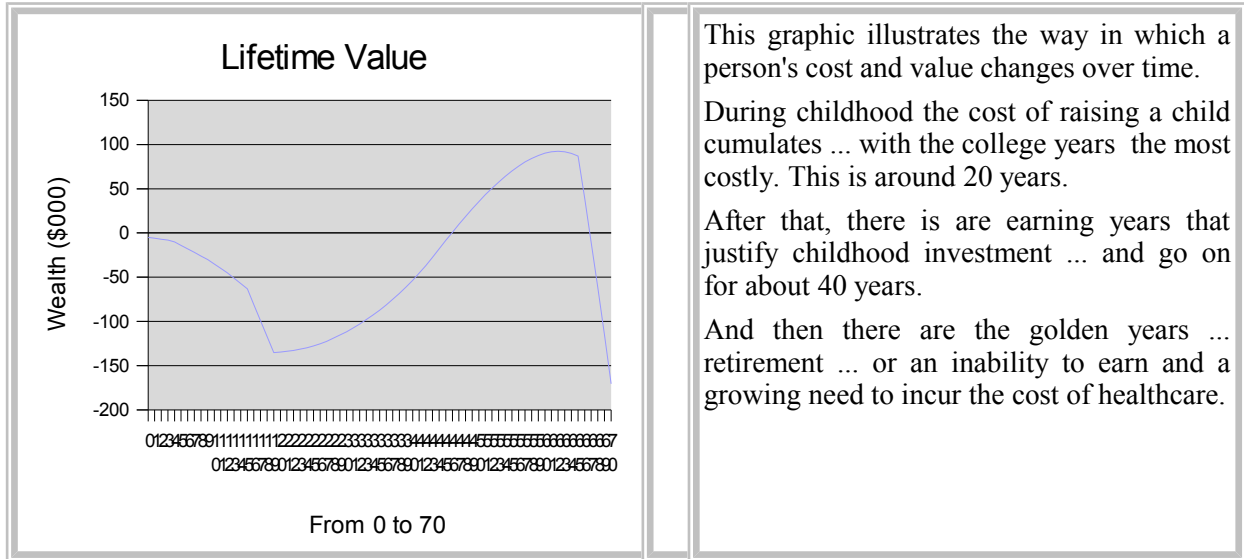 Lifetime Value
150
100
50
0
-50
-100
-150
-200
Wealth ($000)
From 0 to 70
This graphic illustrates the way in which a
person's cost and value changes over time.
During childhood the cost of raising a child
cumulates ... with the college years the most
costly. This is around 20 years.
After that, there is are earning years that
justify childhood investment ... and go on
for about 40 years.
And then there are the golden years ...
retirement ... or an inability to earn and a
growing need to incur the cost of healthcare.